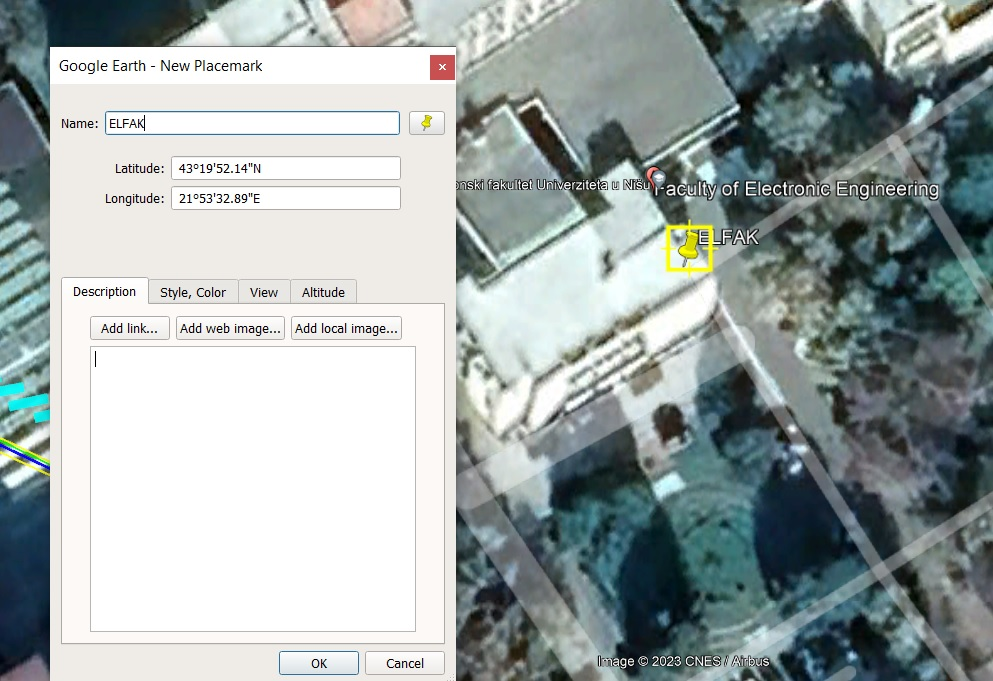 Google Earth - New Placemark
Name: ELFAK
Latitude: 43°19'52.14"N
Longitude: 21°53'32.89"E
Description Style, Color View Altitude
Add link... Add web image... Add local image...
OK Cancel
onski fakultet Univerziteta u Nišu
Faculty of Electronic Engineering
ELFAK
Image © 2023 CNES / Airbus